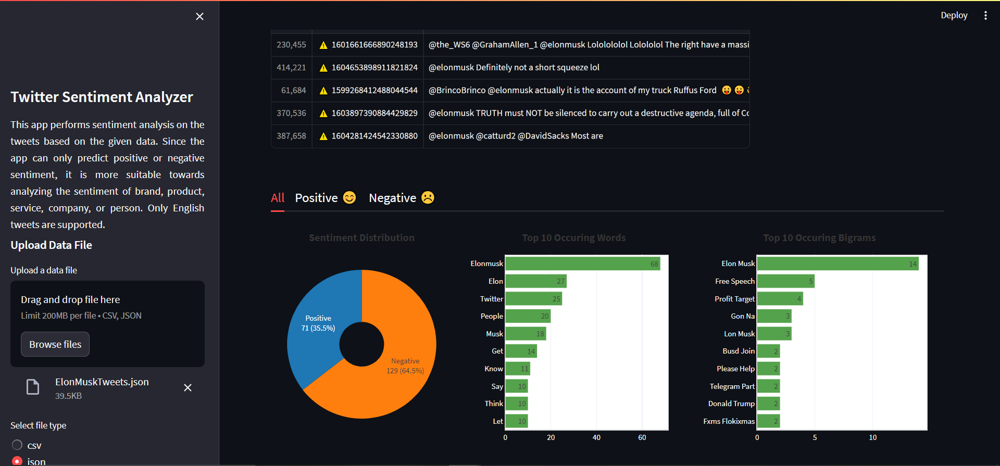 Deploy
Twitter Sentiment Analyzer
This app performs sentiment analysis on the
tweets based on the given data. Since the
app can only predict positive or negative
sentiment, it is more suitable towards
analyzing the sentiment of brand, product,
service, company, or person. Only English
tweets are supported.
Upload Data File
Upload a data file
Drag and drop file here
Limit 200MB per file • CSV, JSON
Browse files
ElonMuskTweets.json
39.5KB
Select file type
csv
json
230,455 1601661666890248193 @the_WS6 @GrahamAllen_1 @elonmusk Lolololol Lolololol The right have a massi
414,221 1604653898911821824 @elonmusk Definitely not a short squeeze lol
61,684 1599268412488044544 @BrincoBrinco @elonmusk actually it is the account of my truck Ruffus Ford 😛 😛
370,536 1603897390884429829 @elonmusk TRUTH must NOT be silenced to carry out a destructive agenda, full of Co
387,658 1604281424542330880 @elonmusk @catturd2 @DavidSacks Most are
All Positive 😊 Negative ☹️
Sentiment Distribution
Positive
71 (35.5%)
Negative
129 (64.5%)
Top 10 Occuring Words
Elonmusk 68
Elon 27
Twitter 25
People 20
Musk 18
Get 14
Know 11
Say 10
Think 10
Let 10
0 20 40 60
Top 10 Occuring Bigrams
Elon Musk 14
Free Speech 5
Profit Target 4
Gon Na 3
Lon Musk 3
Busd Join 2
Please Help 2
Telegram Part 2
Donald Trump 2
Fxms Flokixmas 2
0 5 10